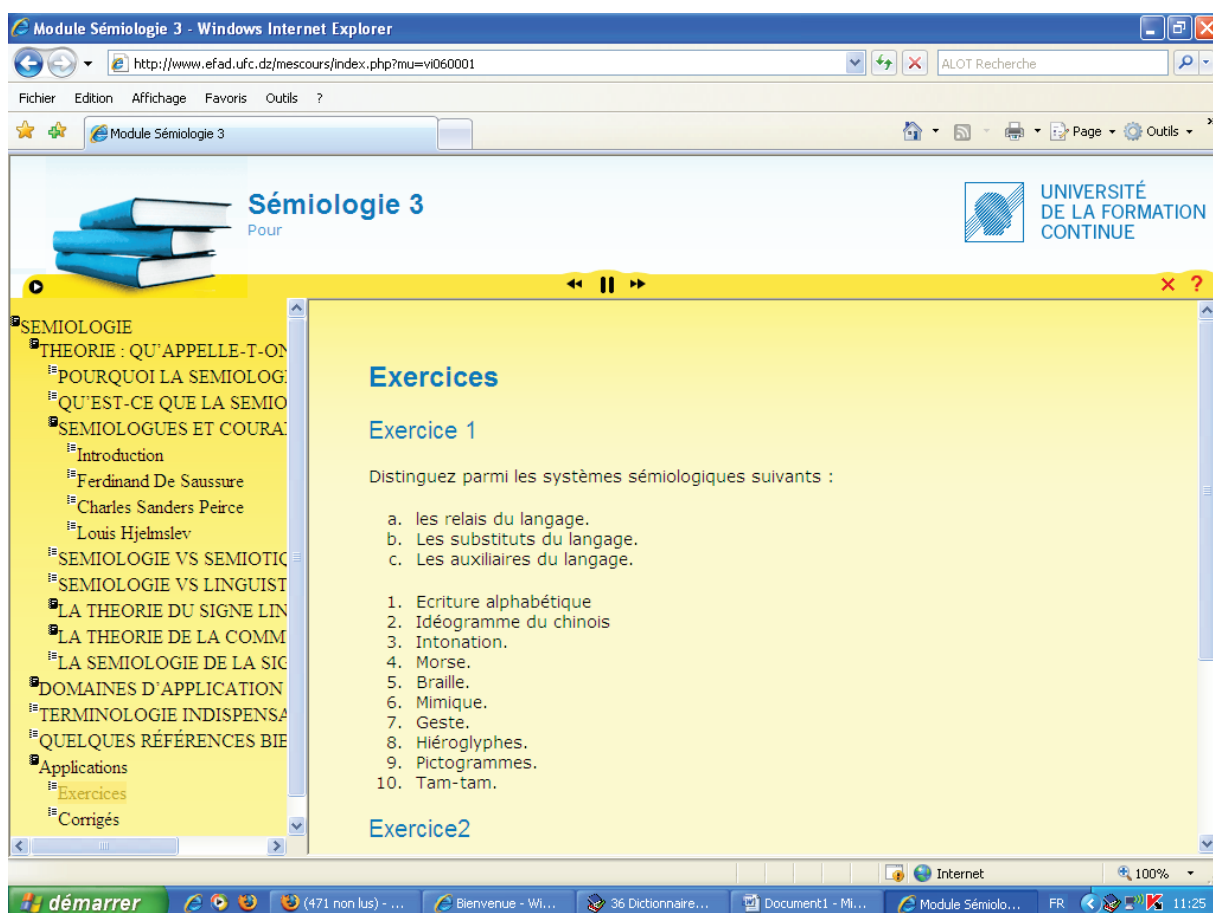 Module Sémiologie 3 - Windows Internet Explorer
http://www.efad.ufc.dz/mescours/index.php?mu=vi060001
ALOT Recherche
Fichier Edition Affichage Favoris Outils ?
Module Sémiologie 3
Page Outils
Sémiologie 3
Pour
UNIVERSITÉ
DE LA FORMATION
CONTINUE
SEMIOLOGIE
THEORIE : QU'APPELLE-T-ON
POURQUOI LA SEMIOLOG
QU'EST-CE QUE LA SEMIO
SEMIOLOGUES ET COURA
Introduction
Ferdinand De Saussure
Charles Sanders Peirce
Louis Hjelmslev
SEMIOLOGIE VS SEMIOTIQ
SEMIOLOGIE VS LINGUIST
LA THEORIE DU SIGNE LIN
LA THEORIE DE LA COMM
LA SEMIOLOGIE DE LA SIG
DOMAINES D'APPLICATION
TERMINOLOGIE INDISPENSA
QUELQUES RÉFÉRENCES BIE
Applications
Exercices
Corrigés
Exercices
Exercice 1
Distinguez parmi les systèmes sémiologiques suivants :
a. les relais du langage.
b. Les substituts du langage.
c. Les auxiliaires du langage.
1. Ecriture alphabétique
2. Idéogramme du chinois
3. Intonation.
4. Morse.
5. Braille.
6. Mimique.
7. Geste.
8. Hiéroglyphes.
9. Pictogrammes.
10. Tam-tam.
Exercice2
Internet 100%
démarrer (471 non lus) - ... Bienvenue - Wi... 36 Dictionnaire... Document1 - Mi... Module Sémiolo... FR 11:25